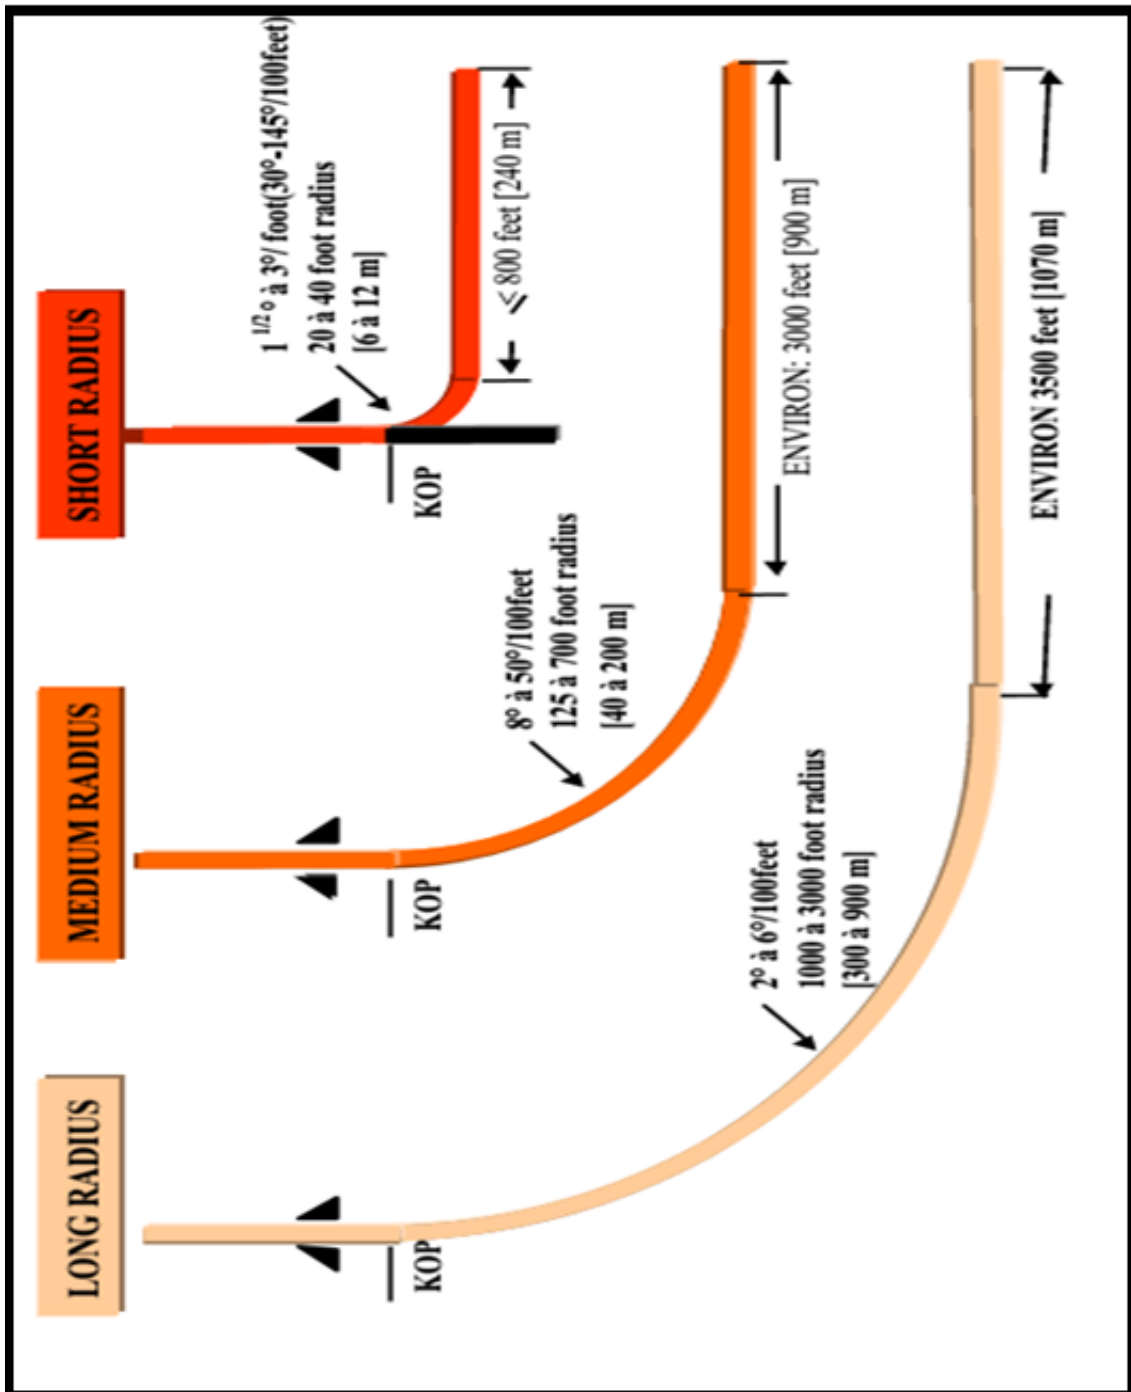 LONG RADIUS
MEDIUM RADIUS
SHORT RADIUS
1 1/2° à 3°/ foot(30°-145°/100feet)
20 à 40 foot radius
[6 à 12 m]
KOP
≤ 800 feet [240 m]
8° à 50°/100feet
125 à 700 foot radius
[40 à 200 m]
KOP
ENVIRON: 3000 feet [900 m]
2° à 6°/100feet
1000 à 3000 foot radius
[300 à 900 m]
KOP
ENVIRON 3500 feet [1070 m]